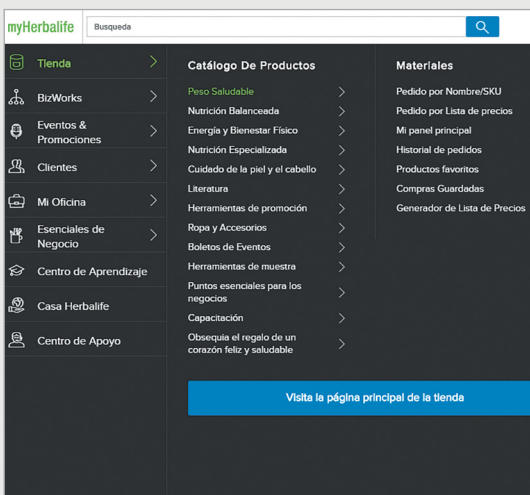 myHerbalife
Busqueda
Tienda
BizWorks
Eventos &
Promociones
Clientes
Mi Oficina
Esenciales de
Negocio
Centro de Aprendizaje
Casa Herbalife
Centro de Apoyo
Catálogo De Productos
Peso Saludable
Nutrición Balanceada
Energía y Bienestar Físico
Nutrición Especializada
Cuidado de la piel y el cabello
Literatura
Herramientas de promoción
Ropa y Accesorios
Boletos de Eventos
Herramientas de muestra
Puntos esenciales para los
negocios
Capacitación
Obsequia el regalo de un
corazón feliz y saludable
Materiales
Pedido por Nombre/SKU
Pedido por Lista de precios
Mi panel principal
Historial de pedidos
Productos favoritos
Compras Guardadas
Generador de Lista de Precios
Visita la página principal de la tienda